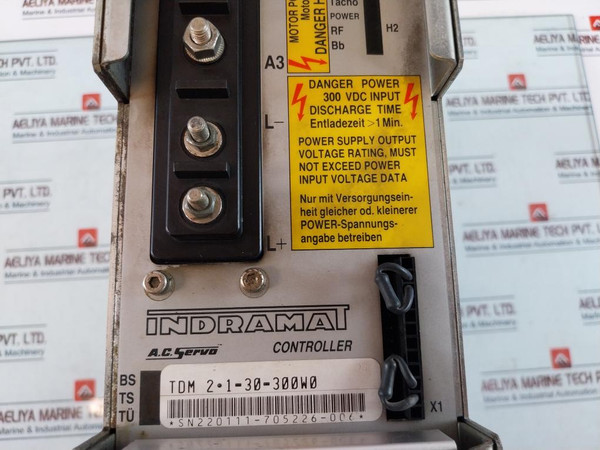 Tacho
POWER
RF
Bb
H2
MOTOR
DANGER
A3
DANGER POWER
300 VDC INPUT
DISCHARGE TIME
Entladezeit >1 Min.
POWER SUPPLY OUTPUT
VOLTAGE RATING, MUST
NOT EXCEED POWER
INPUT VOLTAGE DATA
Nur mit Versorgungsein-
heit gleicher od. kleinerer
POWER-Spannungs-
angabe betreiben
L−
L+
INDRAMAT
A.C. Servo CONTROLLER
BS
TS
TÜ
TDM 2•1-30-300W0
*SN220111-705226-006*
X1
AELIYA MARINE TECH PVT. LTD.
Marine & Industrial Automation & Machinery